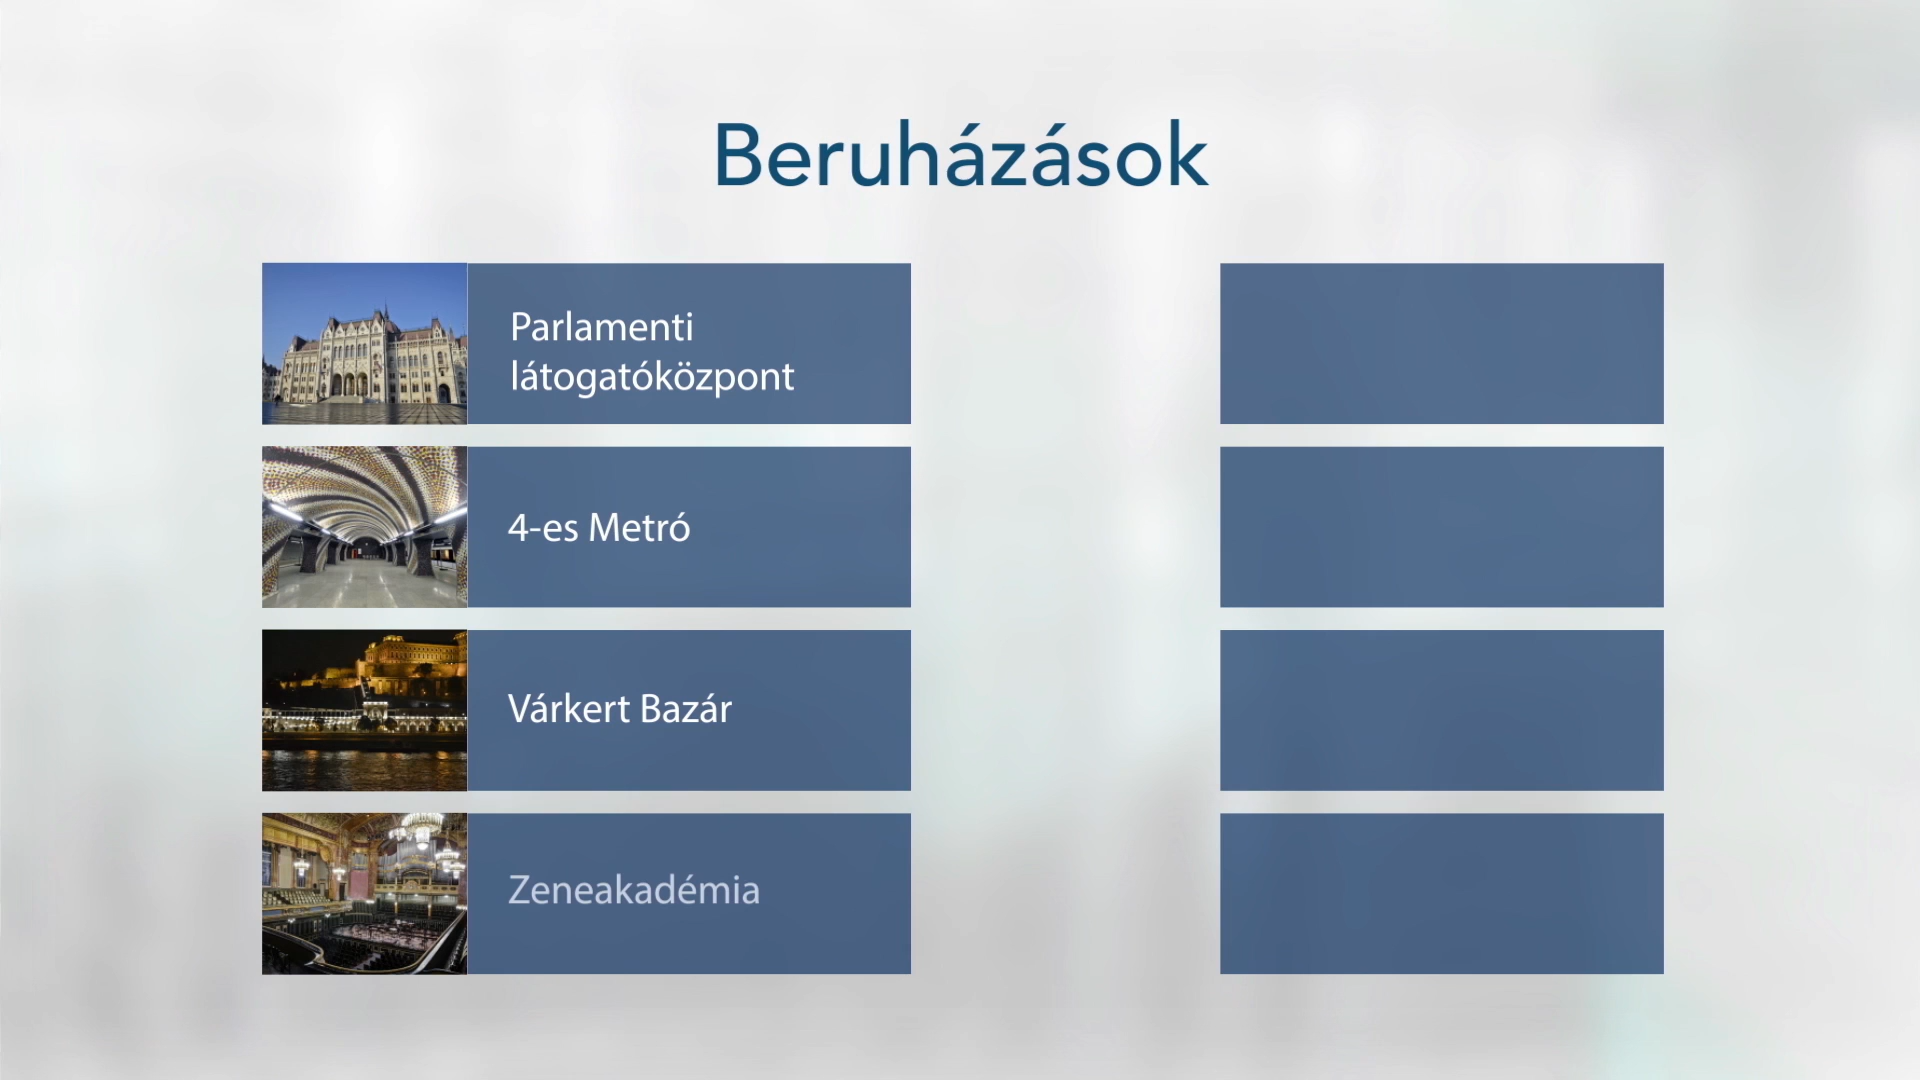 Beruházások
Parlamenti
látogatóközpont
4-es Metró
Várkert Bazár
Zeneakadémia